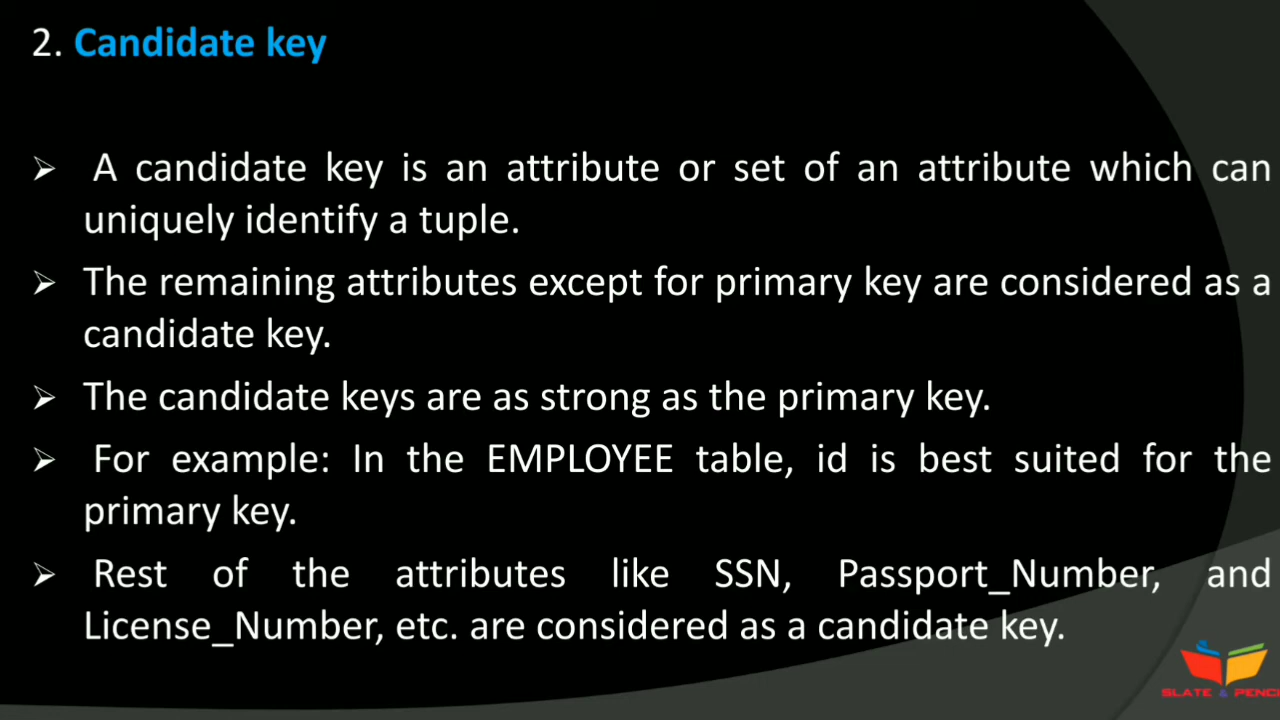 2. Candidate key
➢ A candidate key is an attribute or set of an attribute which can
uniquely identify a tuple.
➢ The remaining attributes except for primary key are considered as a
candidate key.
➢ The candidate keys are as strong as the primary key.
➢ For example: In the EMPLOYEE table, id is best suited for the
primary key.
➢ Rest of the attributes like SSN, Passport_Number, and
License_Number, etc. are considered as a candidate key.
SLATE & PENCI